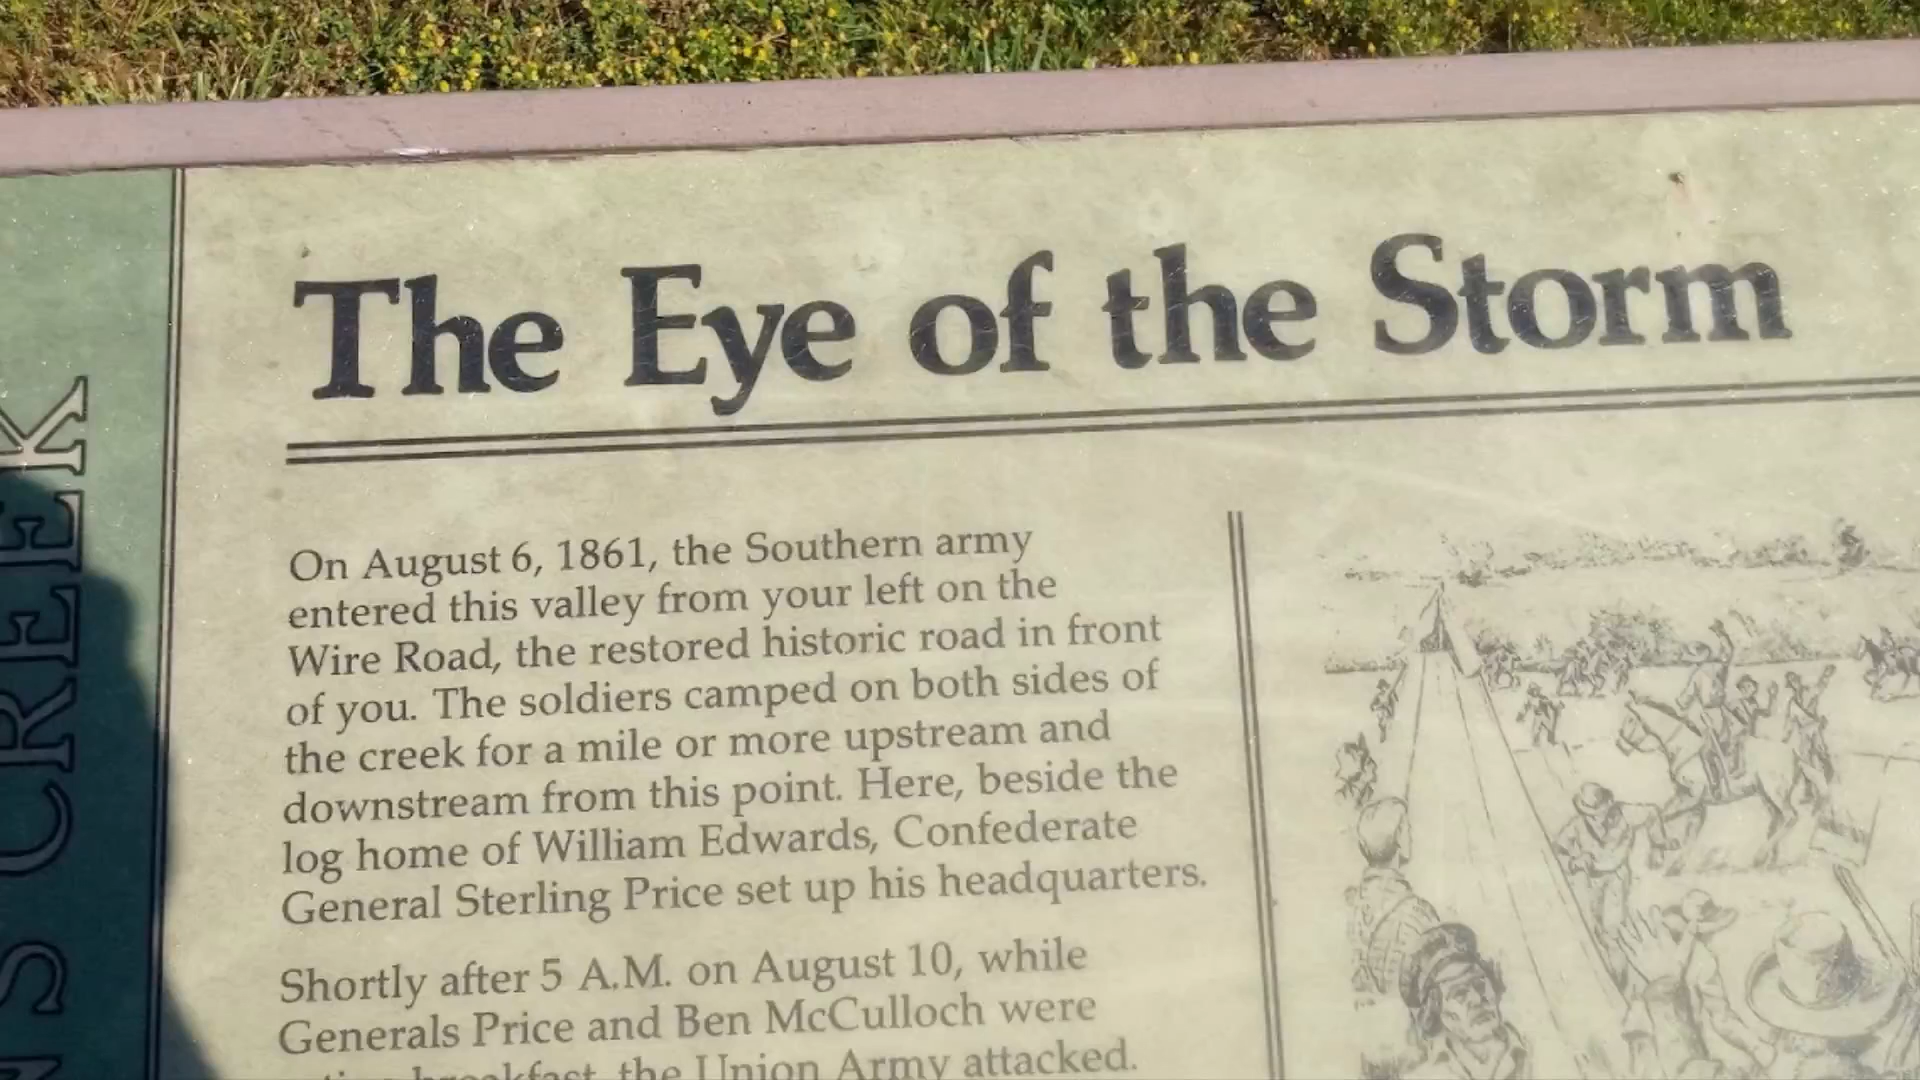 The Eye of the Storm
On August 6, 1861, the Southern army
entered this valley from your left on the
Wire Road, the restored historic road in front
of you. The soldiers camped on both sides of
the creek for a mile or more upstream and
downstream from this point. Here, beside the
log home of William Edwards, Confederate
General Sterling Price set up his headquarters.
Shortly after 5 A.M. on August 10, while
Generals Price and Ben McCulloch were
breakfast, the Union Army attacked.
N'S CREEK